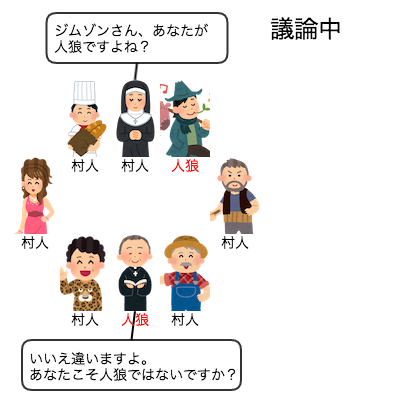 議論中
ジムゾンさん、あなたが
人狼ですよね？
村人
村人
人狼
村人
村人
村人
人狼
村人
いいえ違いますよ。
あなたこそ人狼ではないですか？